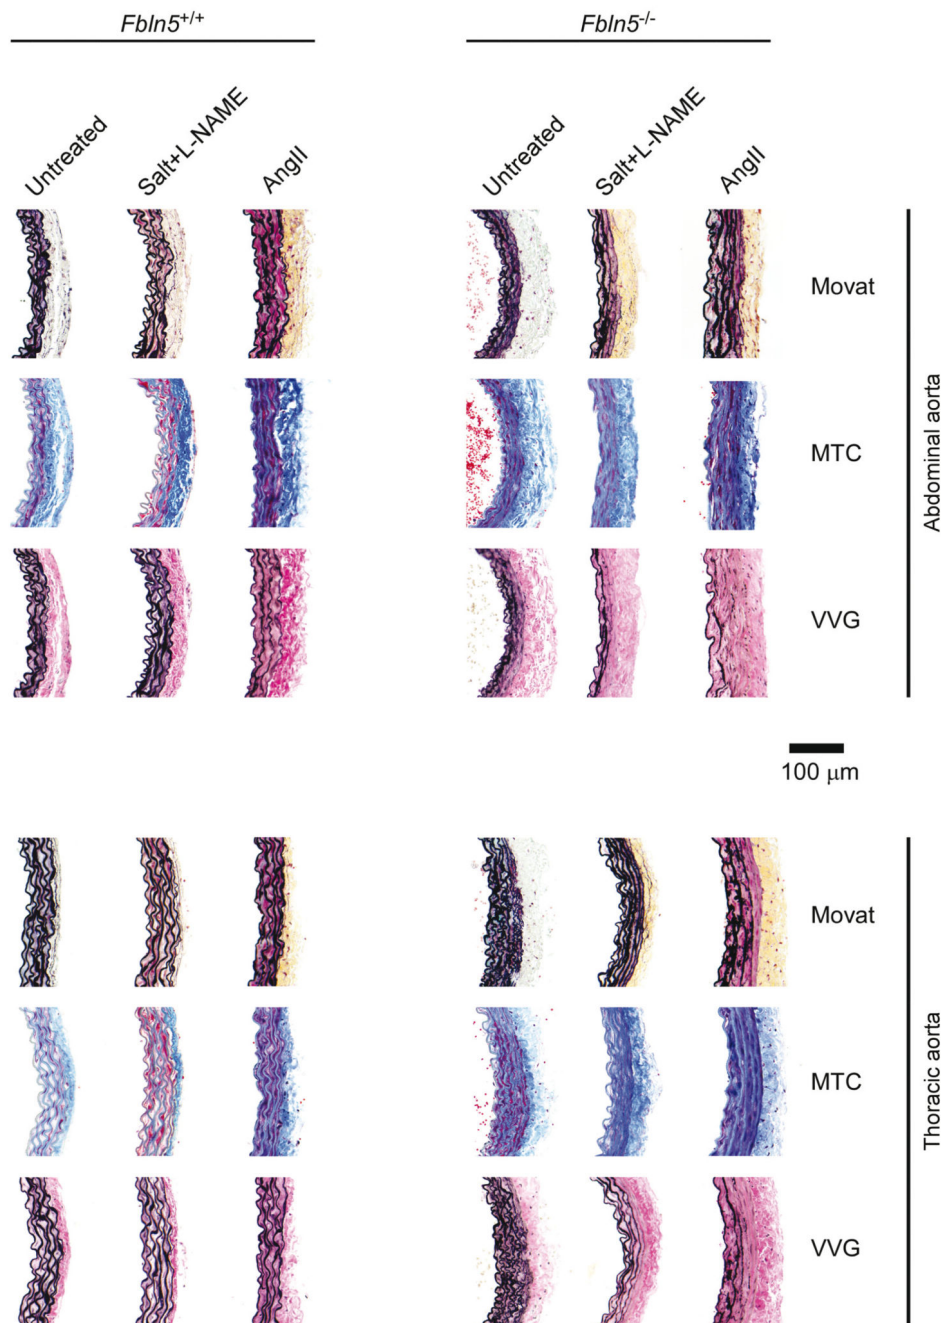 Fbln5+/+
Fbln5-/-
Untreated
Salt+L-NAME
AngII
Untreated
Salt+L-NAME
AngII
Movat
MTC
VVG
Abdominal aorta
100 μm
Movat
MTC
VVG
Thoracic aorta